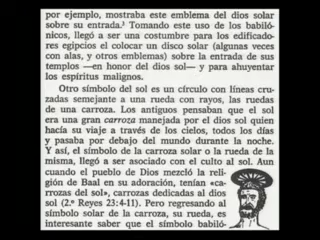 por ejemplo, mostraba este emblema del dios solar
sobre su entrada.³ Tomando este uso de los babiló-
nicos, llegó a ser una costumbre para los edificado-
res egipcios el colocar un disco solar (algunas veces
con alas, y otros emblemas) sobre la entrada de sus
templos —en honor del dios sol— y para ahuyentar
los espíritus malignos.
Otro símbolo del sol es un círculo con líneas cru-
zadas semejante a una rueda con rayos, las ruedas
de una carroza. Los antiguos pensaban que el sol
era una gran carroza manejada por el dios sol quien
hacía su viaje a través de los cielos, todos los días
y pasaba por debajo del mundo durante la noche.
Y así, el símbolo de la carroza solar o la rueda de la
misma, llegó a ser asociado con el culto al sol. Aun
cuando el pueblo de Dios mezcló la reli-
gión de Baal en su adoración, tenían «ca-
rrozas del sol», carrozas dedicadas al dios
sol (2.º Reyes 23:4-11). Pero regresando al
símbolo solar de la carroza, su rueda, es
interesante saber que el símbolo babiló-